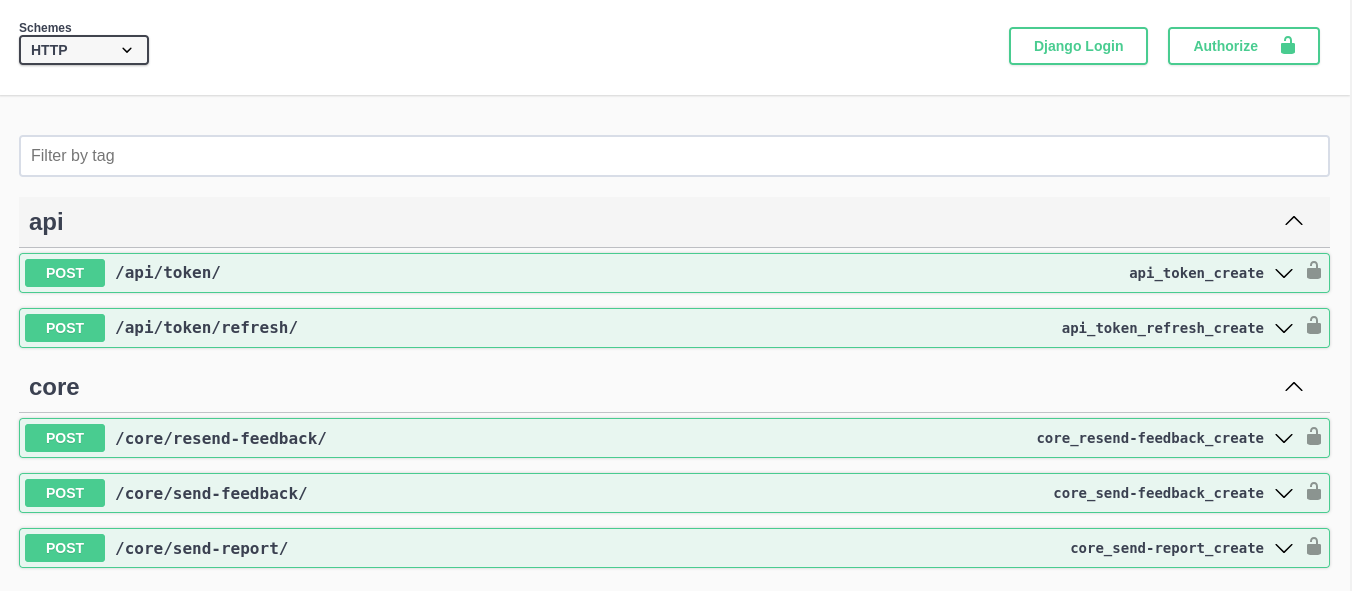 Schemes
HTTP
Django Login
Authorize
Filter by tag
api
POST /api/token/ api_token_create
POST /api/token/refresh/ api_token_refresh_create
core
POST /core/resend-feedback/ core_resend-feedback_create
POST /core/send-feedback/ core_send-feedback_create
POST /core/send-report/ core_send-report_create